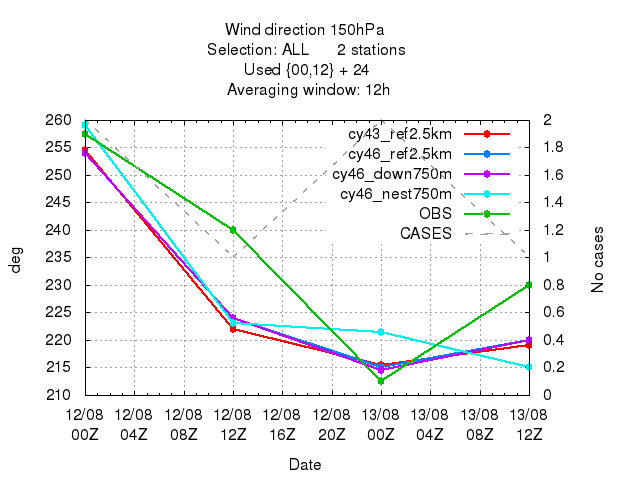 Wind direction 150hPa
Selection: ALL 2 stations
Used {00,12} + 24
Averaging window: 12h
260 2
cy43_ref2.5km
255 1.8
cy46_ref2.5km
250 1.6
cy46_down750m
245 1.4
cy46_nest750m
240 1.2
OBS
235 1
CASES
230 0.8
225 0.6
220 0.4
215 0.2
210 0
deg
No cases
12/08 12/08 12/08 12/08 12/08 12/08 13/08 13/08 13/08 13/08
00Z 04Z 08Z 12Z 16Z 20Z 00Z 04Z 08Z 12Z
Date